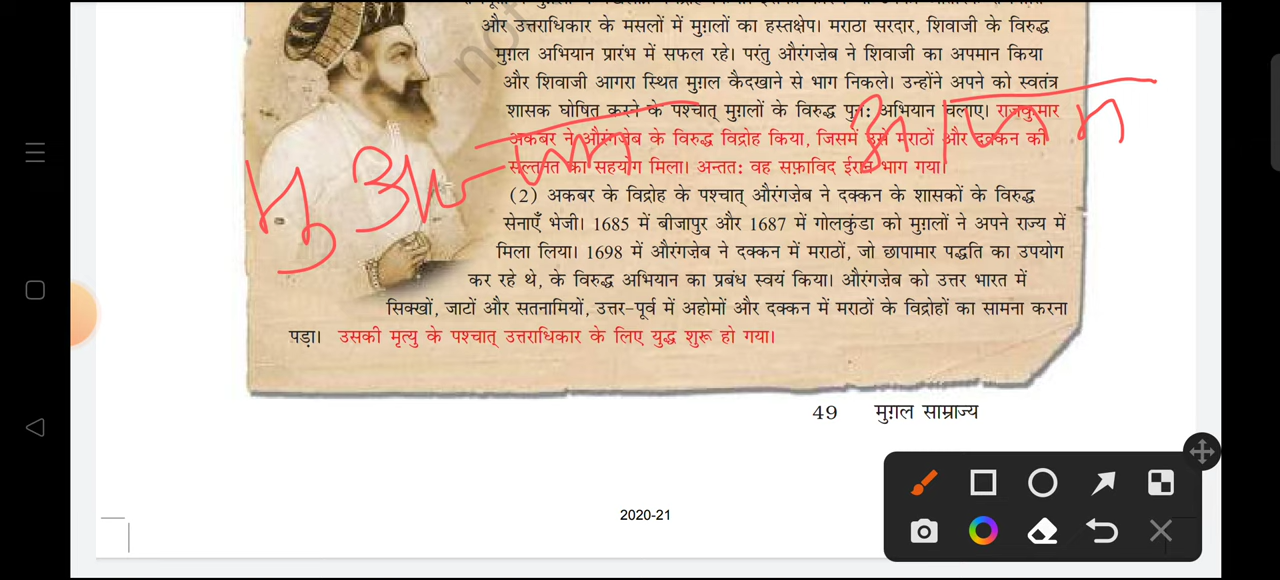 और उत्तराधिकार के मसलों में मुग़लों का हस्तक्षेप। मराठा सरदार, शिवाजी के विरुद्ध
मुग़ल अभियान प्रारंभ में सफल रहे। परंतु औरंगज़ेब ने शिवाजी का अपमान किया
और शिवाजी आगरा स्थित मुग़ल कैदखाने से भाग निकले। उन्होंने अपने को स्वतंत्र
शासक घोषित करने के पश्चात् मुग़लों के विरुद्ध पुन: अभियान चलाए। राजकुमार
अकबर ने औरंगज़ेब के विरुद्ध विद्रोह किया, जिसमें उसे मराठों और दक्कन की
सल्तनत का सहयोग मिला। अन्तत: वह सफ़ाविद ईरान भाग गया।
(2) अकबर के विद्रोह के पश्चात् औरंगज़ेब ने दक्कन के शासकों के विरुद्ध
सेनाएँ भेजी। 1685 में बीजापुर और 1687 में गोलकुंडा को मुग़लों ने अपने राज्य में
मिला लिया। 1698 में औरंगज़ेब ने दक्कन में मराठों, जो छापामार पद्धति का उपयोग
कर रहे थे, के विरुद्ध अभियान का प्रबंध स्वयं किया। औरंगज़ेब को उत्तर भारत में
सिक्खों, जाटों और सतनामियों, उत्तर-पूर्व में अहोमों और दक्कन में मराठों के विद्रोहों का सामना करना
पड़ा। उसकी मृत्यु के पश्चात् उत्तराधिकार के लिए युद्ध शुरू हो गया।
49 मुग़ल साम्राज्य
2020-21